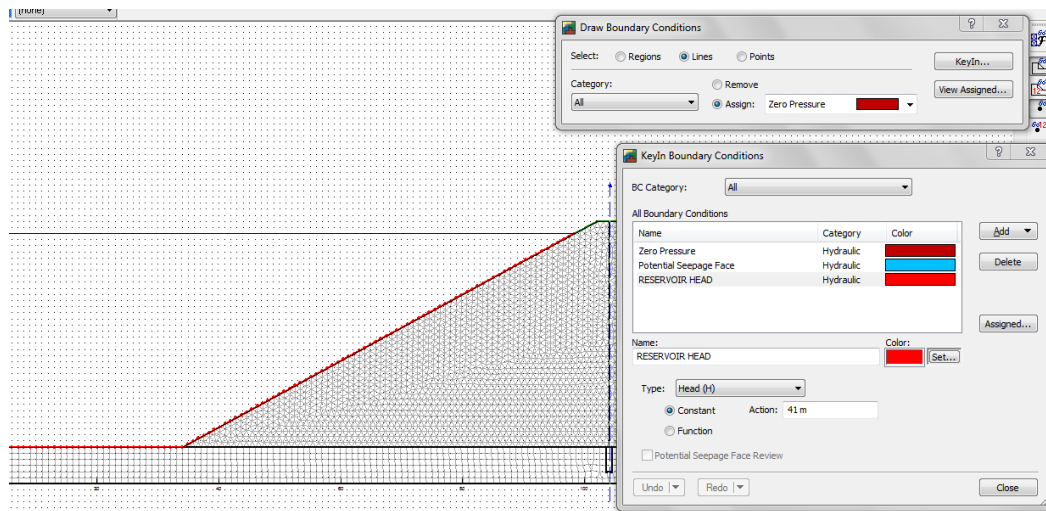 (none)
Draw Boundary Conditions
Select: Regions Lines Points
KeyIn...
Category:
Remove
View Assigned...
All
Assign: Zero Pressure
KeyIn Boundary Conditions
BC Category: All
All Boundary Conditions
Name Category Color
Add
Zero Pressure Hydraulic
Potential Seepage Face Hydraulic
Delete
RESERVOIR HEAD Hydraulic
Assigned...
Name: Color:
RESERVOIR HEAD
Set...
Type: Head (H)
Constant Action: 41 m
Function
Potential Seepage Face Review
Undo Redo Close